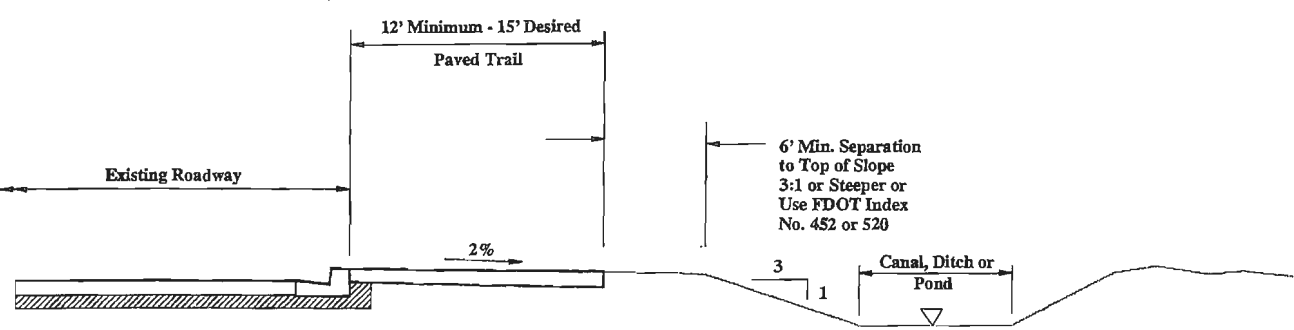 12' Minimum - 15' Desired
Paved Trail
6' Min. Separation
to Top of Slope
3:1 or Steeper or
Use FDOT Index
No. 452 or 520
Existing Roadway
2%
3
1
Canal, Ditch or
Pond